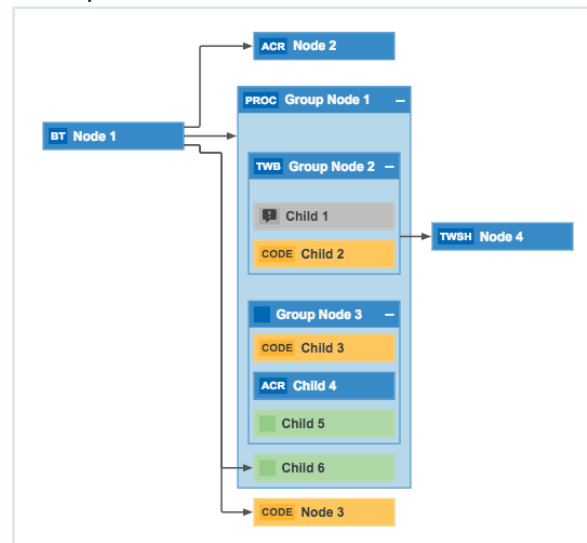 ACR Node 2
PROC Group Node 1
BT Node 1
TWB Group Node 2
Child 1
TWSH Node 4
CODE Child 2
Group Node 3
CODE Child 3
ACR Child 4
Child 5
Child 6
CODE Node 3